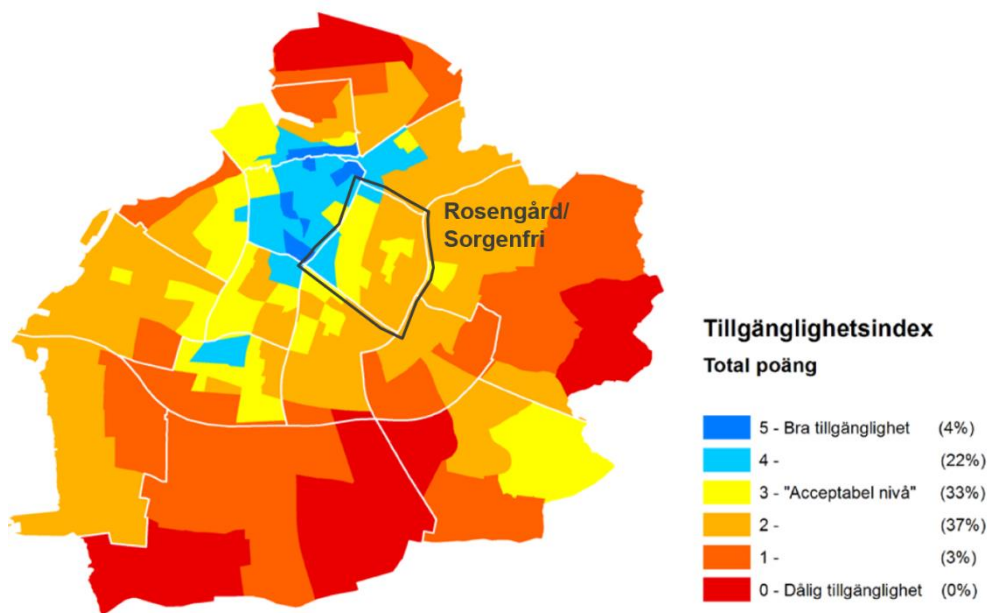 Rosengård/
Sorgenfri
Tillgänglighetsindex
Total poäng
5 - Bra tillgänglighet (4%)
4 - (22%)
3 - "Acceptabel nivå" (33%)
2 - (37%)
1 - (3%)
0 - Dålig tillgänglighet (0%)